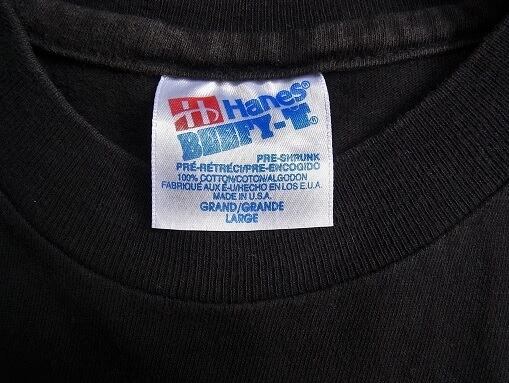 Hanes®
BEEFY-T®
PRE-SHRUNK
PRÉ-RÉTRÉCI/PRE-ENCOGIDO
100% COTTON/COTON/ALGODON
FABRIQUÉ AUX É-U/HECHO EN LOS E.U.A.
MADE IN U.S.A.
GRAND/GRANDE
LARGE